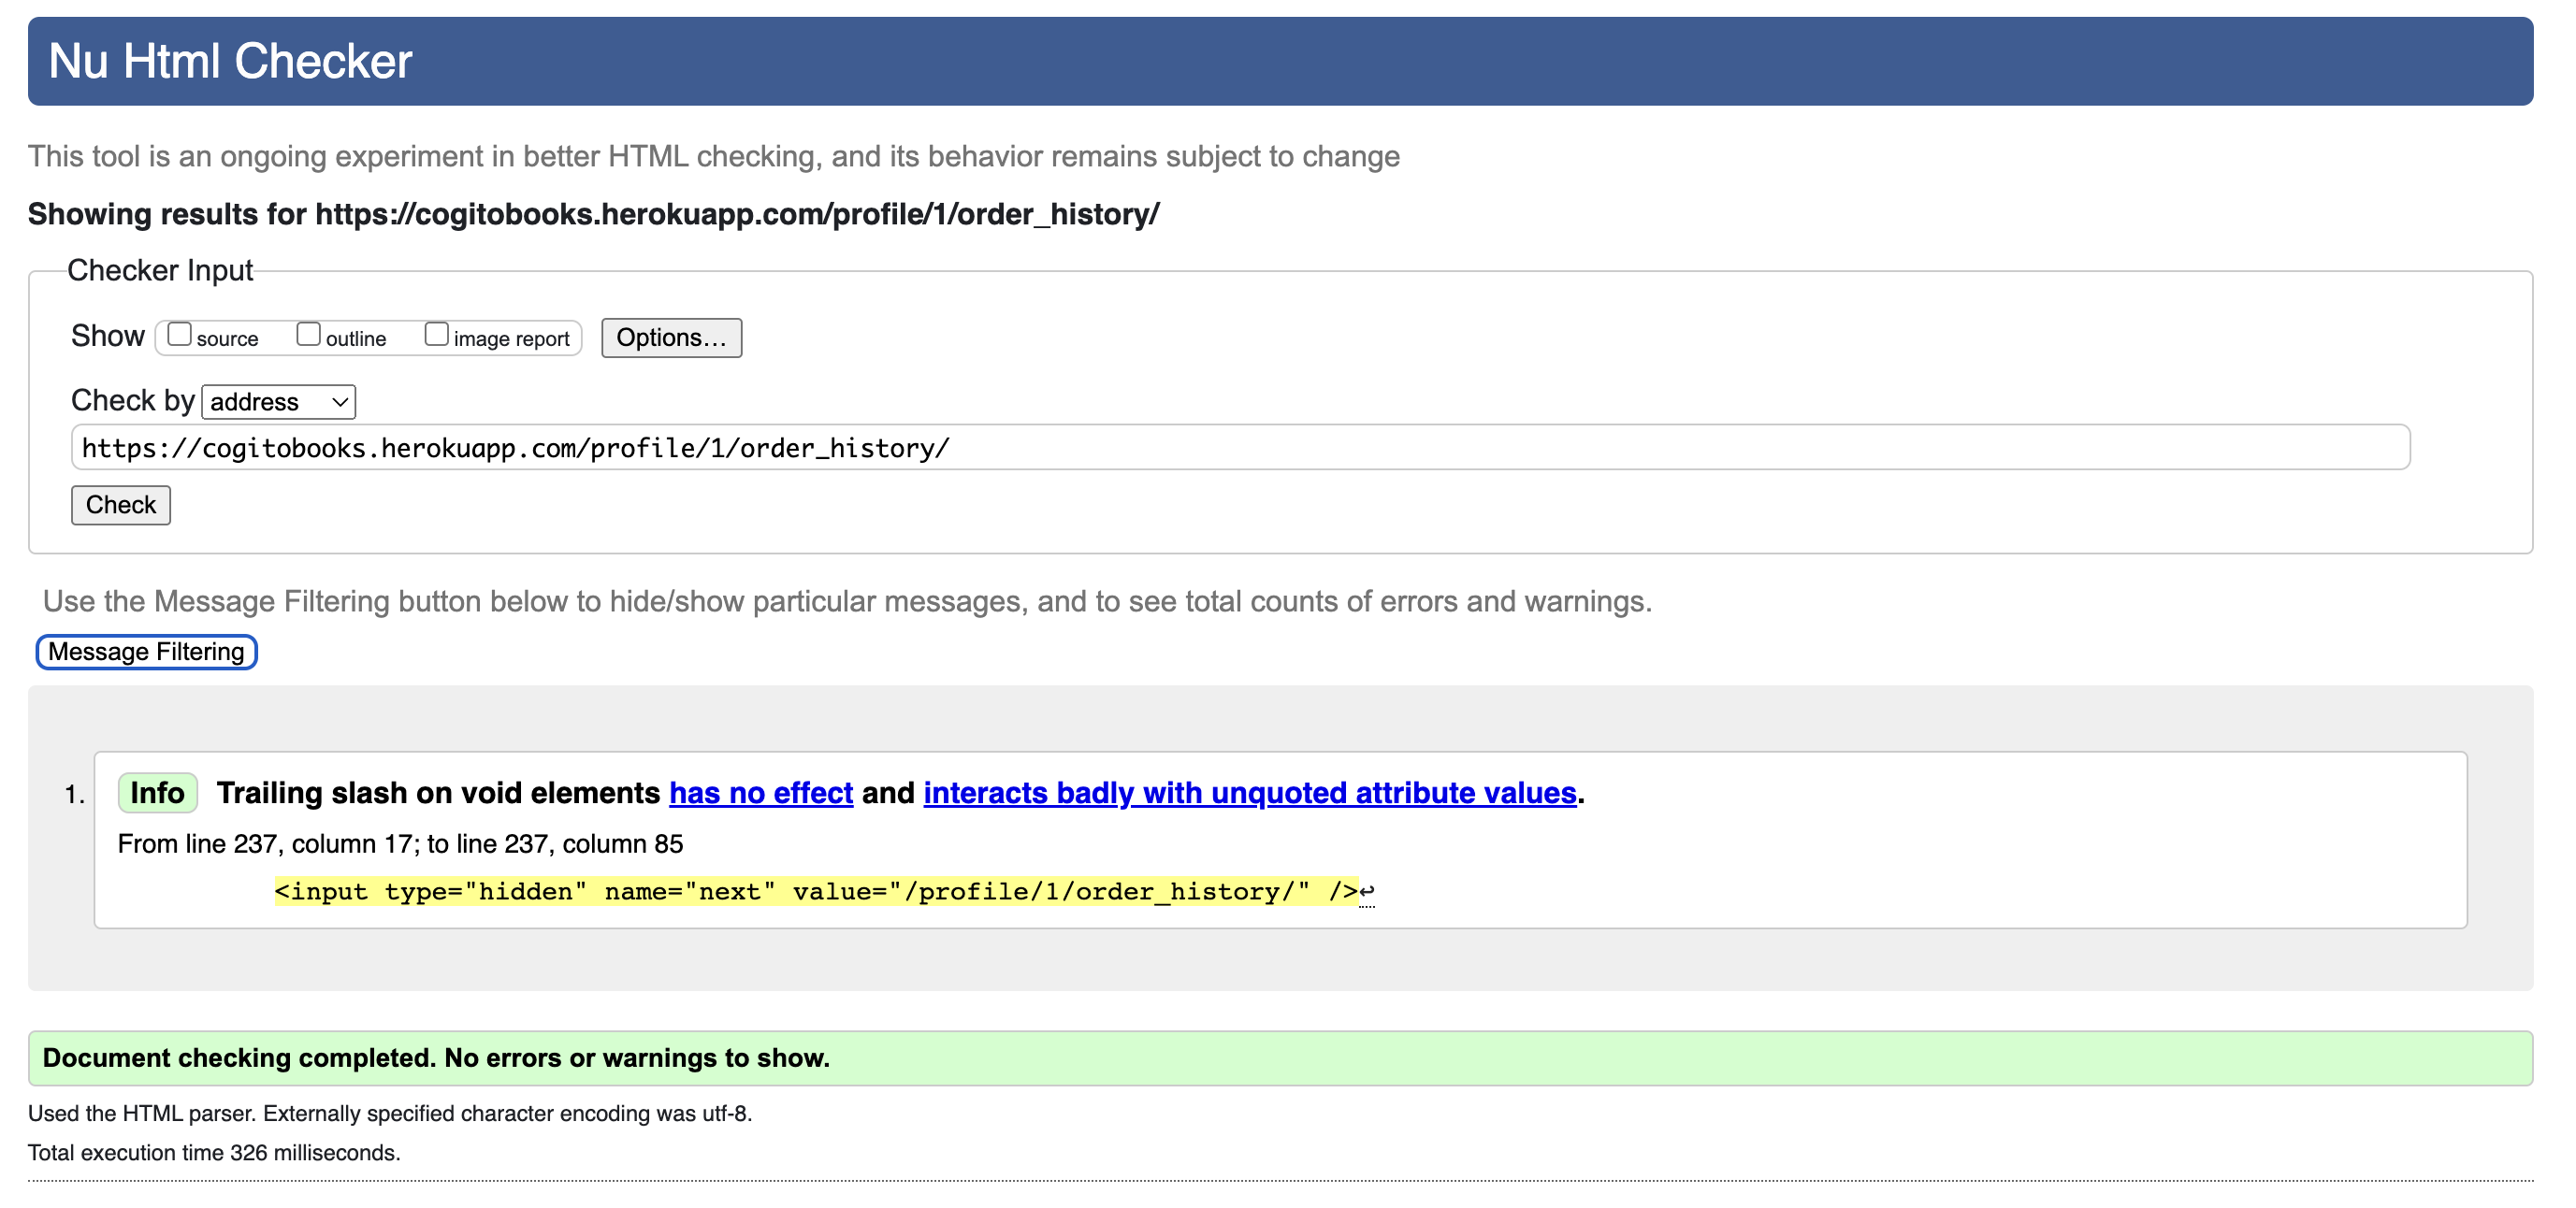 Nu Html Checker
This tool is an ongoing experiment in better HTML checking, and its behavior remains subject to change
Showing results for https://cogitobooks.herokuapp.com/profile/1/order_history/
Checker Input
Show source outline image report Options…
Check by address
https://cogitobooks.herokuapp.com/profile/1/order_history/
Check
Use the Message Filtering button below to hide/show particular messages, and to see total counts of errors and warnings.
Message Filtering
1. Info Trailing slash on void elements has no effect and interacts badly with unquoted attribute values.
From line 237, column 17; to line 237, column 85
<input type="hidden" name="next" value="/profile/1/order_history/" />↩
Document checking completed. No errors or warnings to show.
Used the HTML parser. Externally specified character encoding was utf-8.
Total execution time 326 milliseconds.